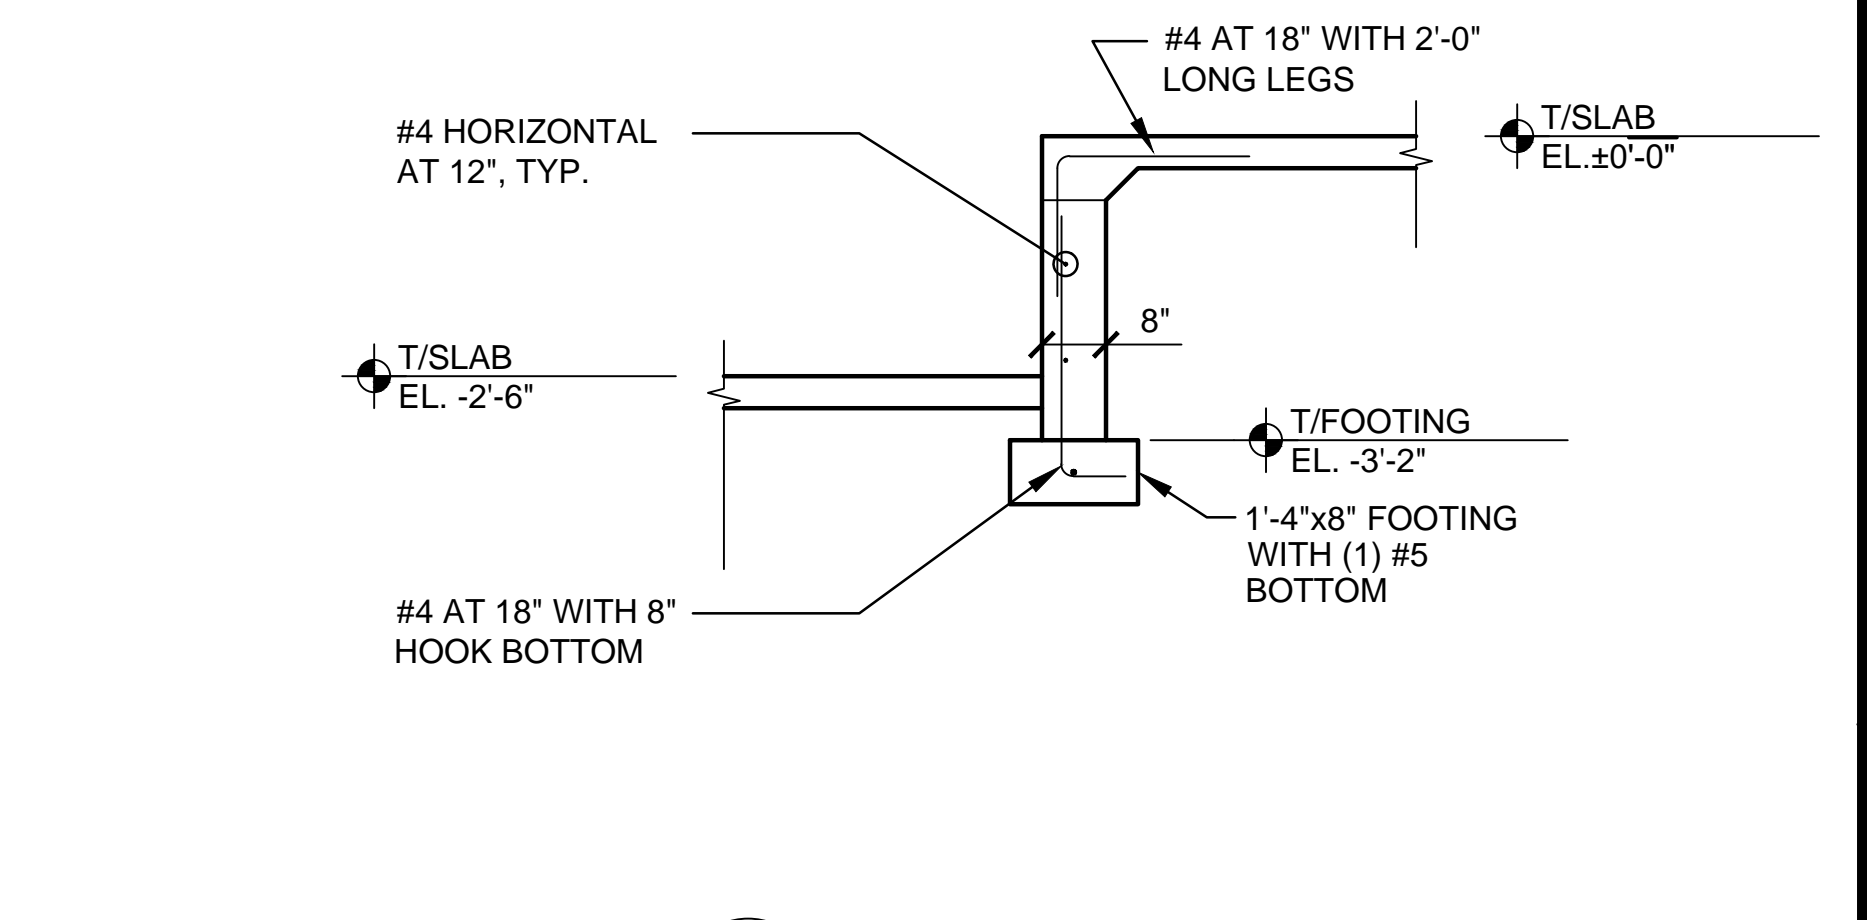 #4 AT 18" WITH 2'-0"
LONG LEGS
#4 HORIZONTAL
AT 12", TYP.
T/SLAB
EL.±0'-0"
8"
T/SLAB
EL. -2'-6"
T/FOOTING
EL. -3'-2"
1'-4"x8" FOOTING
WITH (1) #5
BOTTOM
#4 AT 18" WITH 8"
HOOK BOTTOM